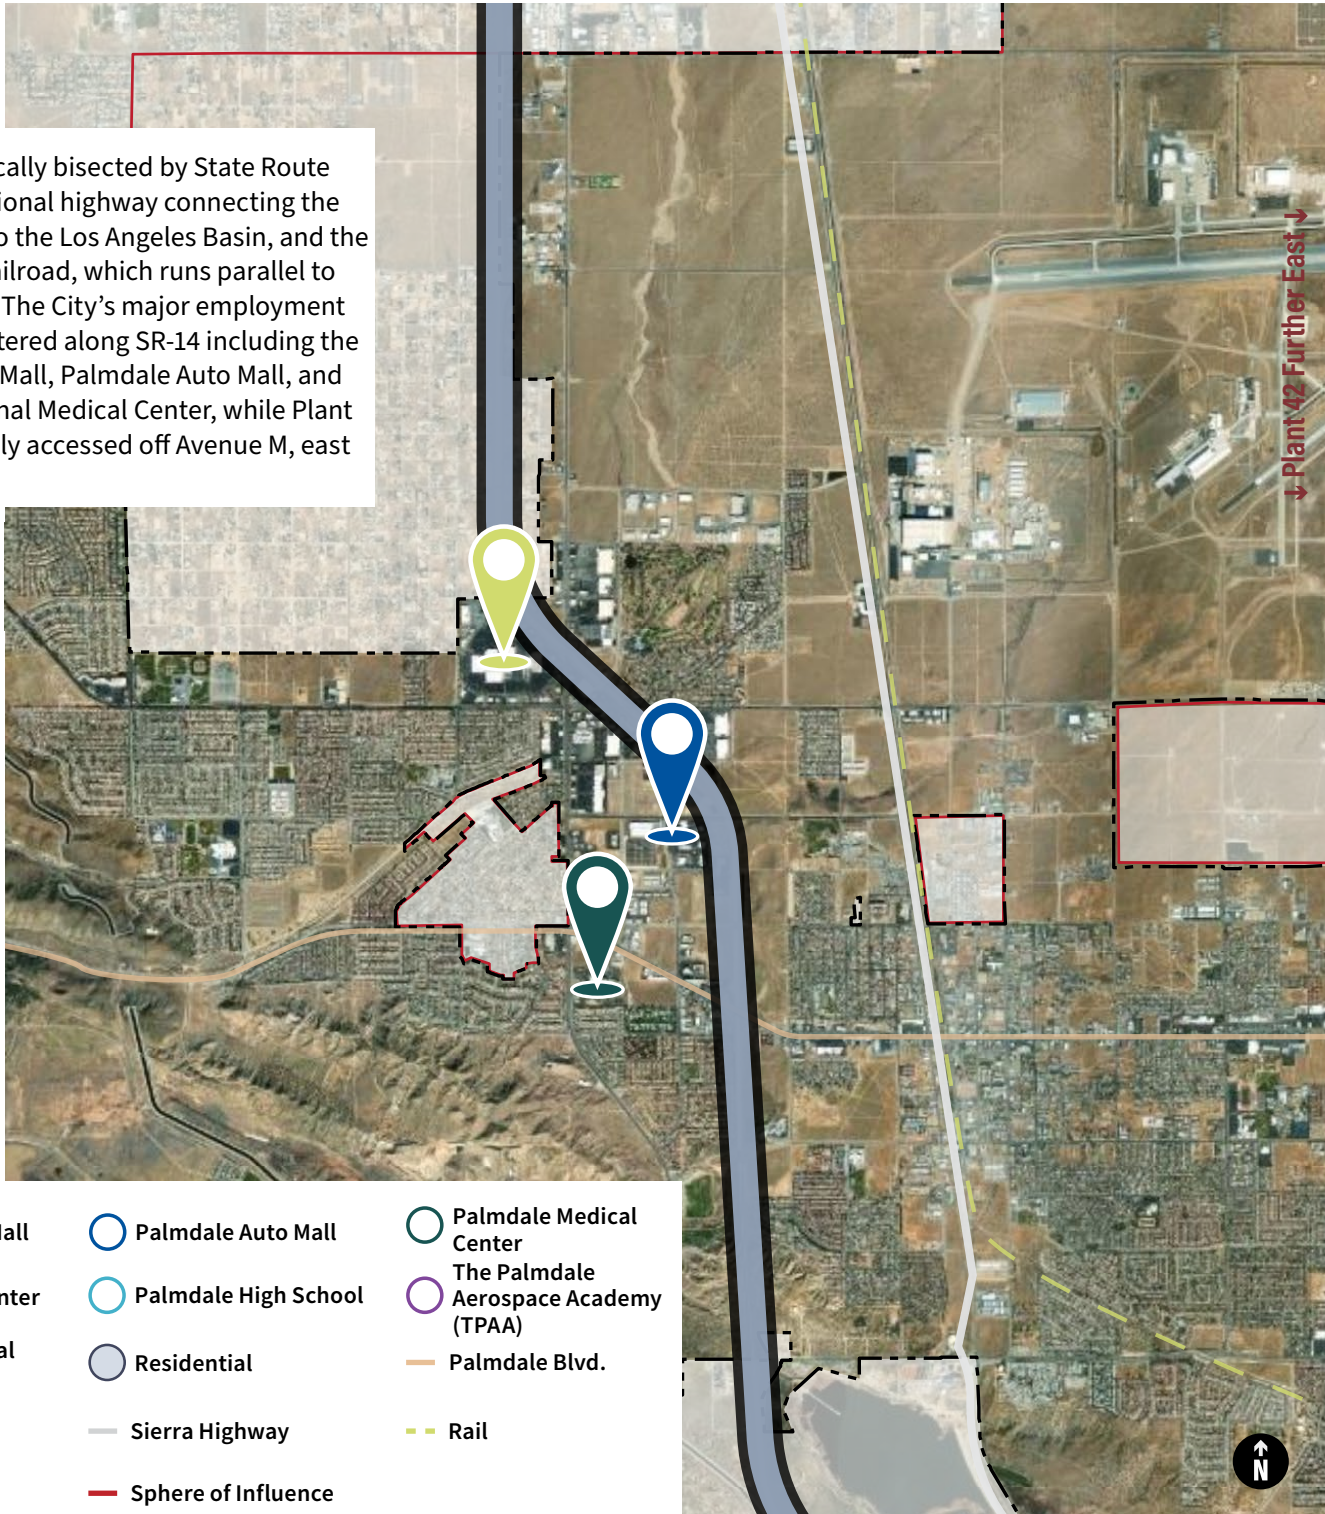 cally bisected by State Route
ional highway connecting the
o the Los Angeles Basin, and the
ilroad, which runs parallel to
The City's major employment
tered along SR-14 including the
Mall, Palmdale Auto Mall, and
nal Medical Center, while Plant
ly accessed off Avenue M, east
Plant 42 Further East
all
Palmdale Auto Mall
Palmdale Medical
Center
nter
Palmdale High School
The Palmdale
Aerospace Academy
(TPAA)
al
Residential
Palmdale Blvd.
Sierra Highway
Rail
Sphere of Influence
N